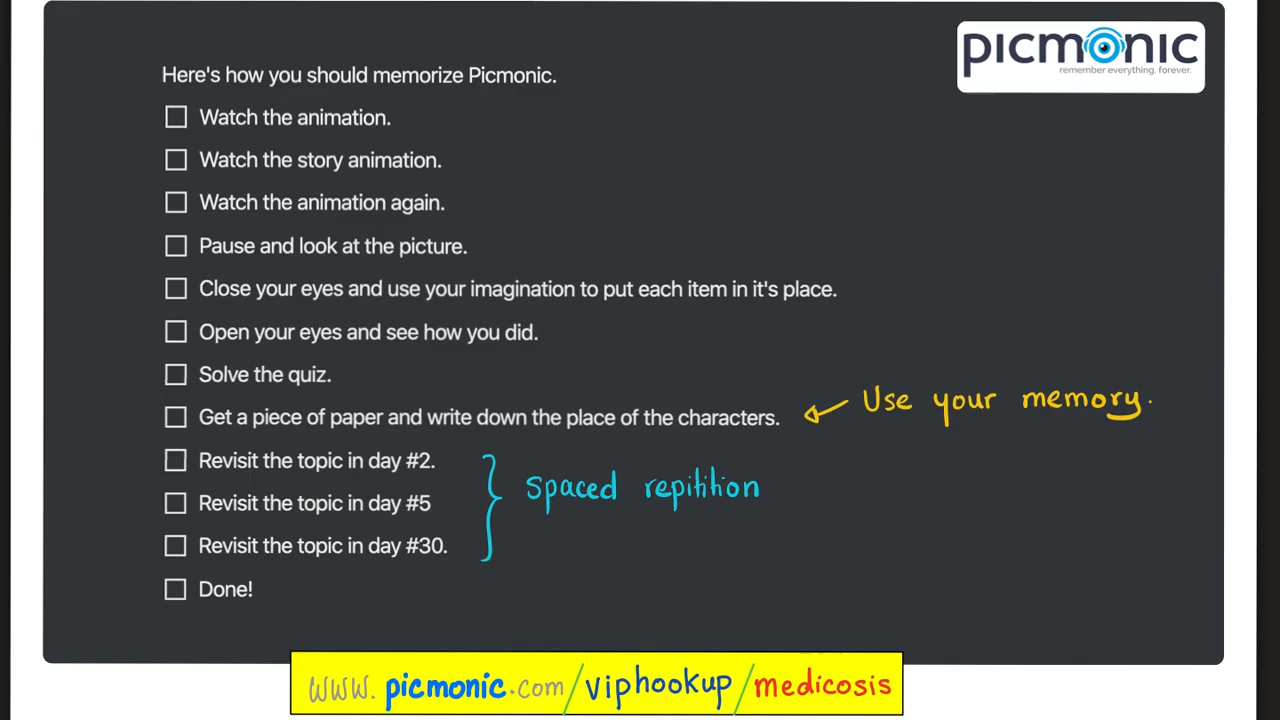 picmonic
remember everything. forever.
Here's how you should memorize Picmonic.
Watch the animation.
Watch the story animation.
Watch the animation again.
Pause and look at the picture.
Close your eyes and use your imagination to put each item in it's place.
Open your eyes and see how you did.
Solve the quiz.
Get a piece of paper and write down the place of the characters.
Use your memory.
Revisit the topic in day #2.
Revisit the topic in day #5
Revisit the topic in day #30.
spaced repitition
Done!
www.picmonic.com/viphookup/medicosis